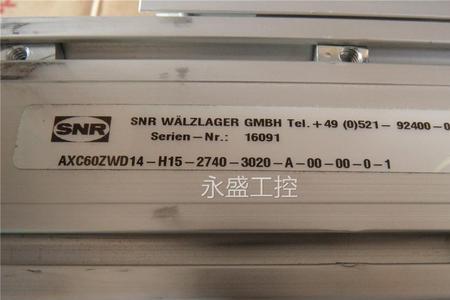 SNR
SNR WÄLZLAGER GMBH Tel. +49 (0)521 - 92400-0
Serien-Nr.: 16091
AXC60ZWD14-H15-2740-3020-A-00-00-0-1
永盛工控